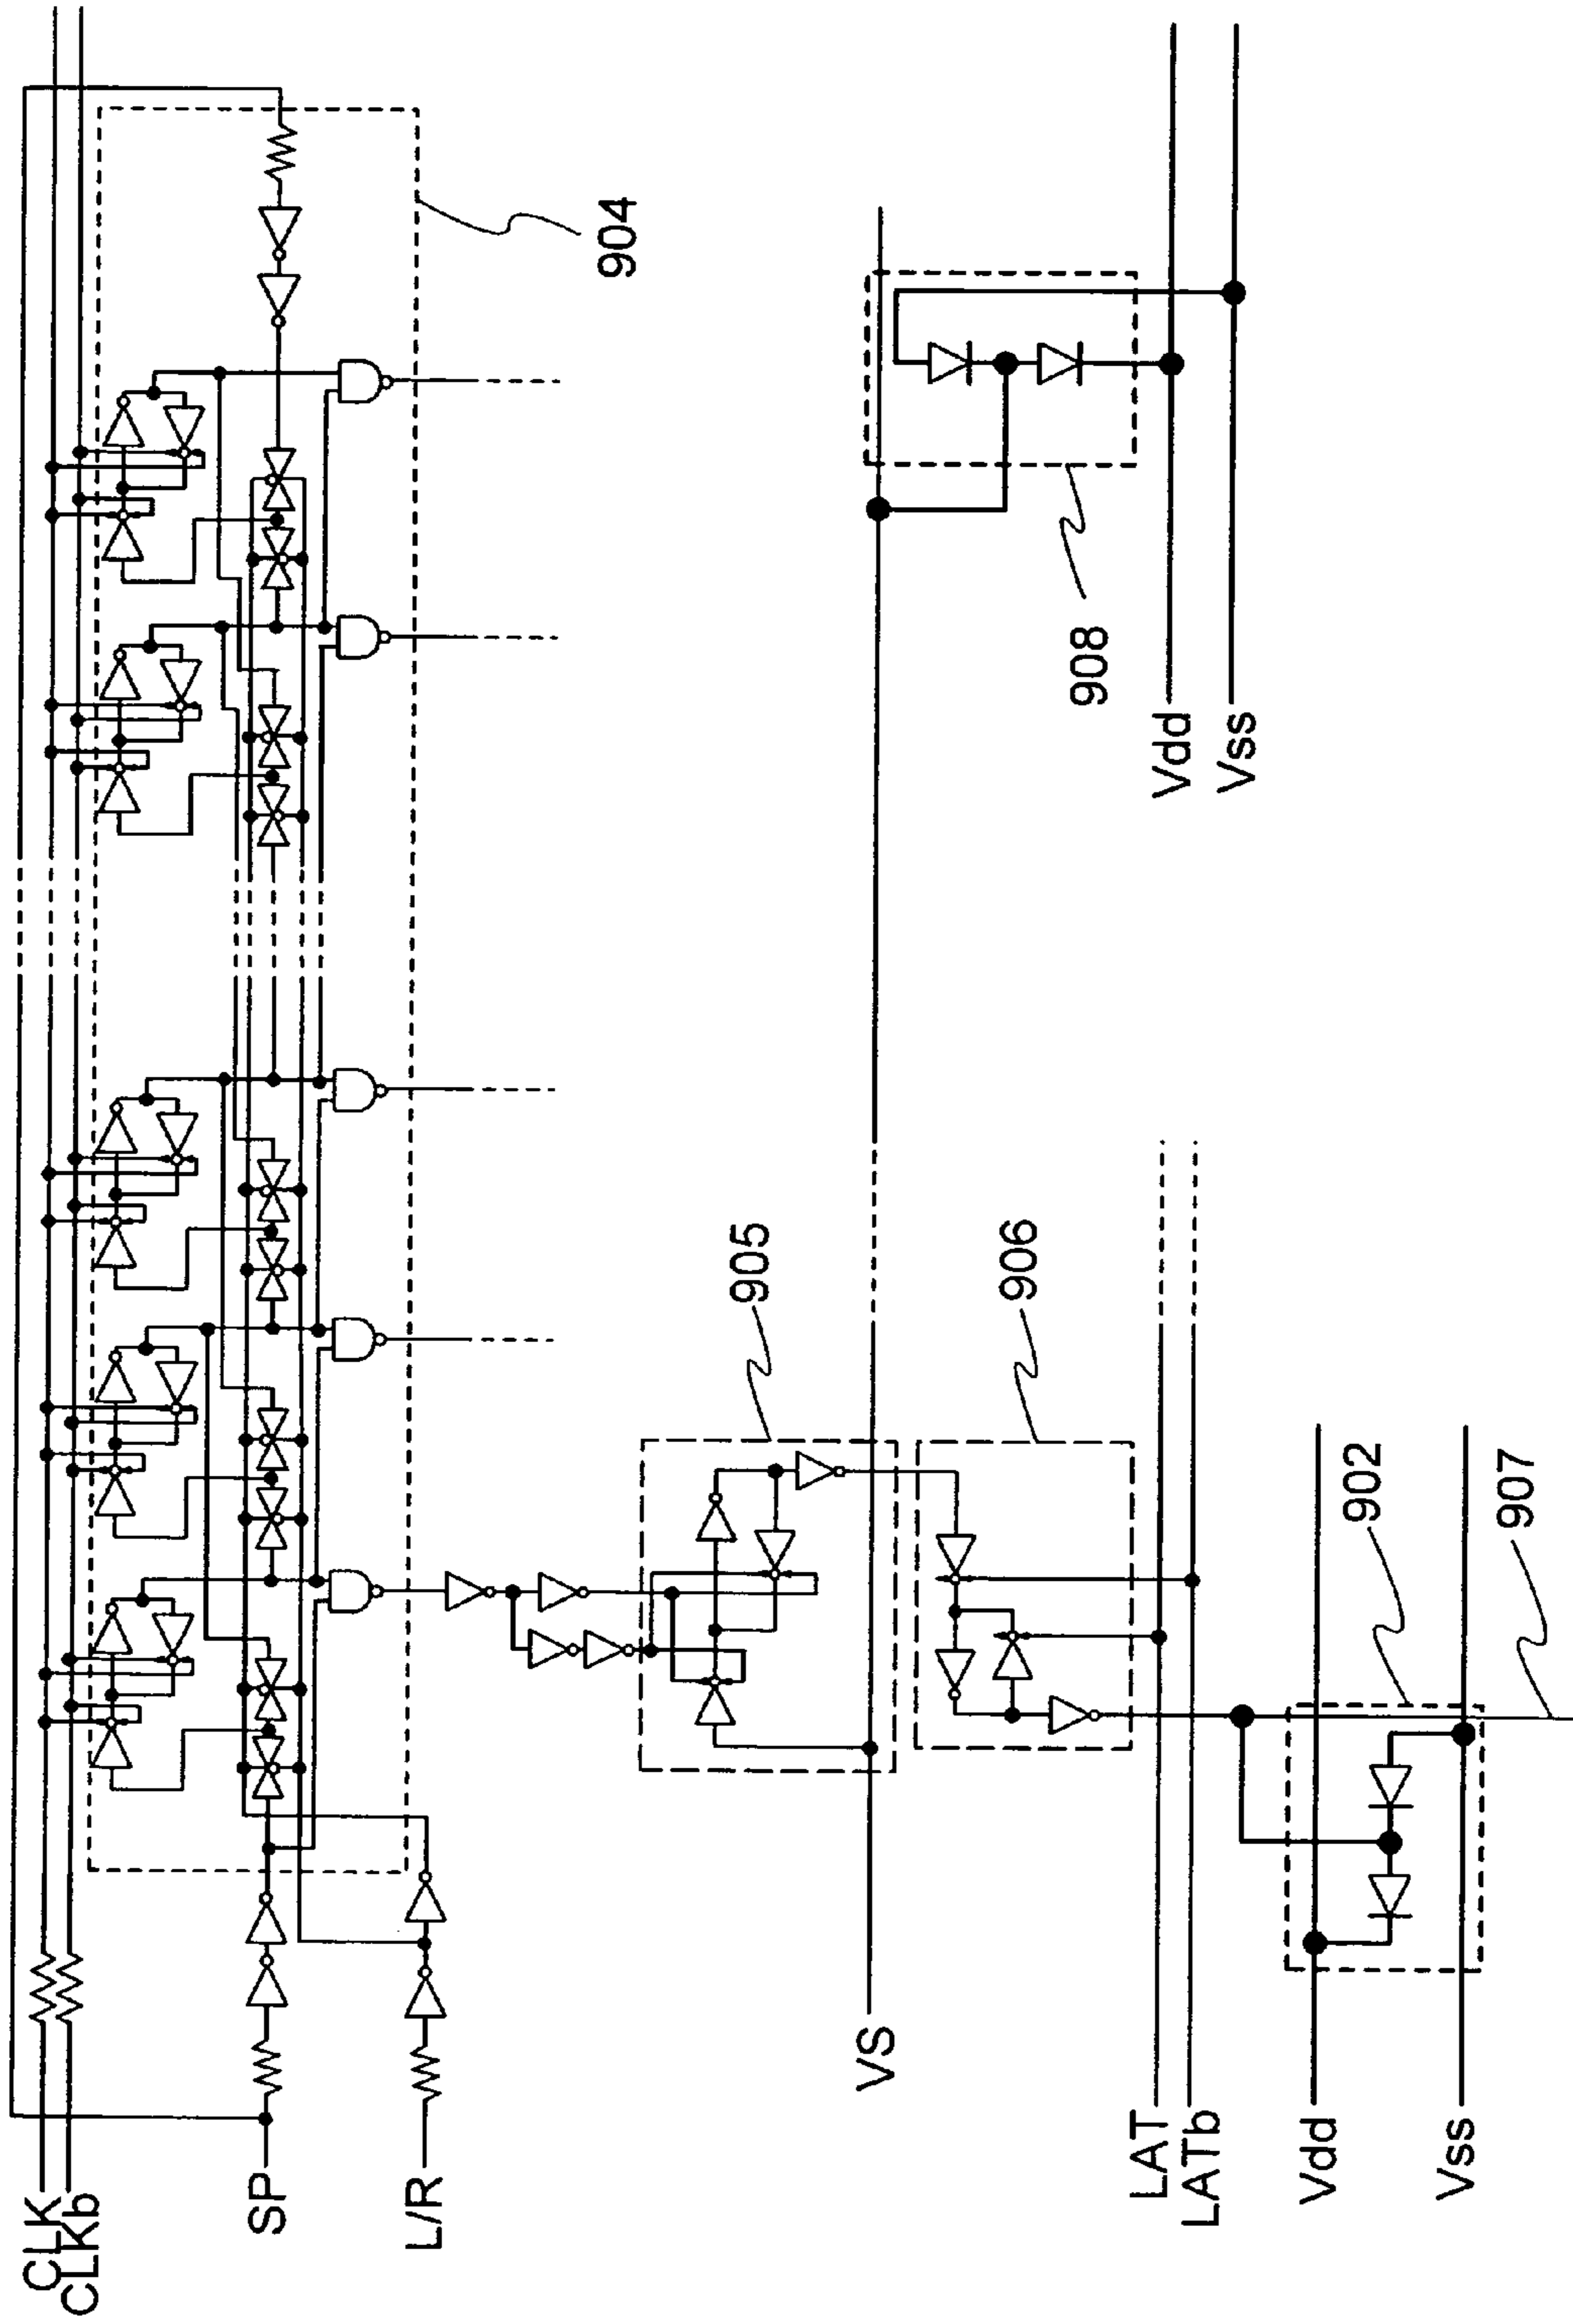 CLK
CLKb
SP
L/R
904
VS
905
906
908
Vdd
Vss
LAT
LATb
Vdd
Vss
902
907